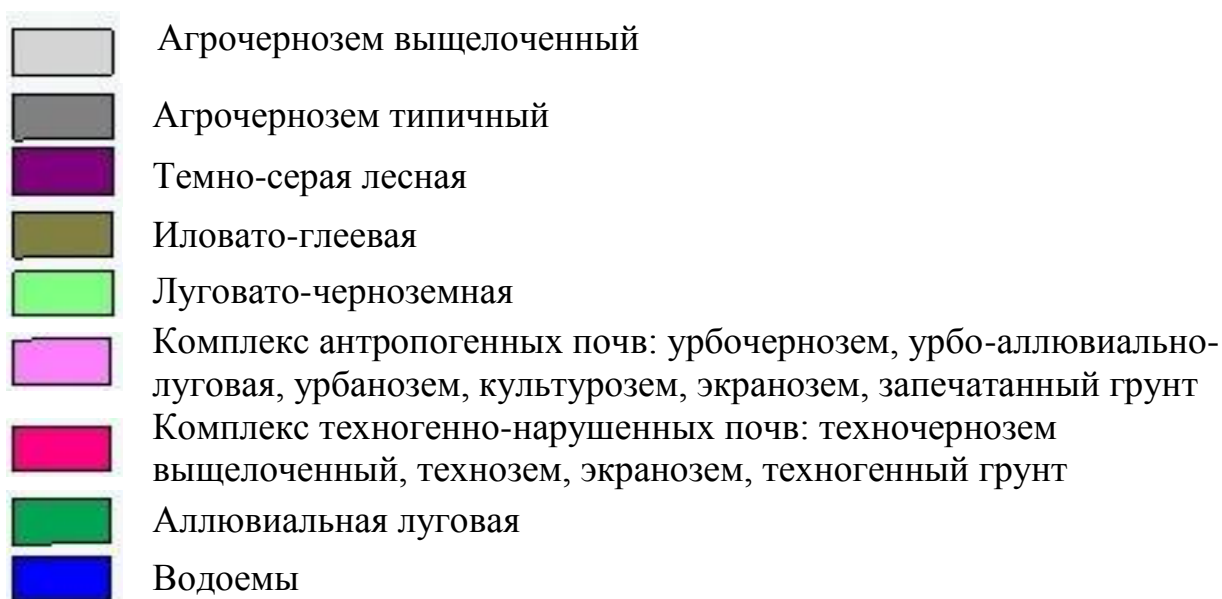 Агрочернозем выщелоченный
Агрочернозем типичный
Темно-серая лесная
Иловато-глеевая
Луговато-черноземная
Комплекс антропогенных почв: урбочернозем, урбо-аллювиально-
луговая, урбанозем, культурозем, экранозем, запечатанный грунт
Комплекс техногенно-нарушенных почв: техночернозем
выщелоченный, технозем, экранозем, техногенный грунт
Аллювиальная луговая
Водоемы